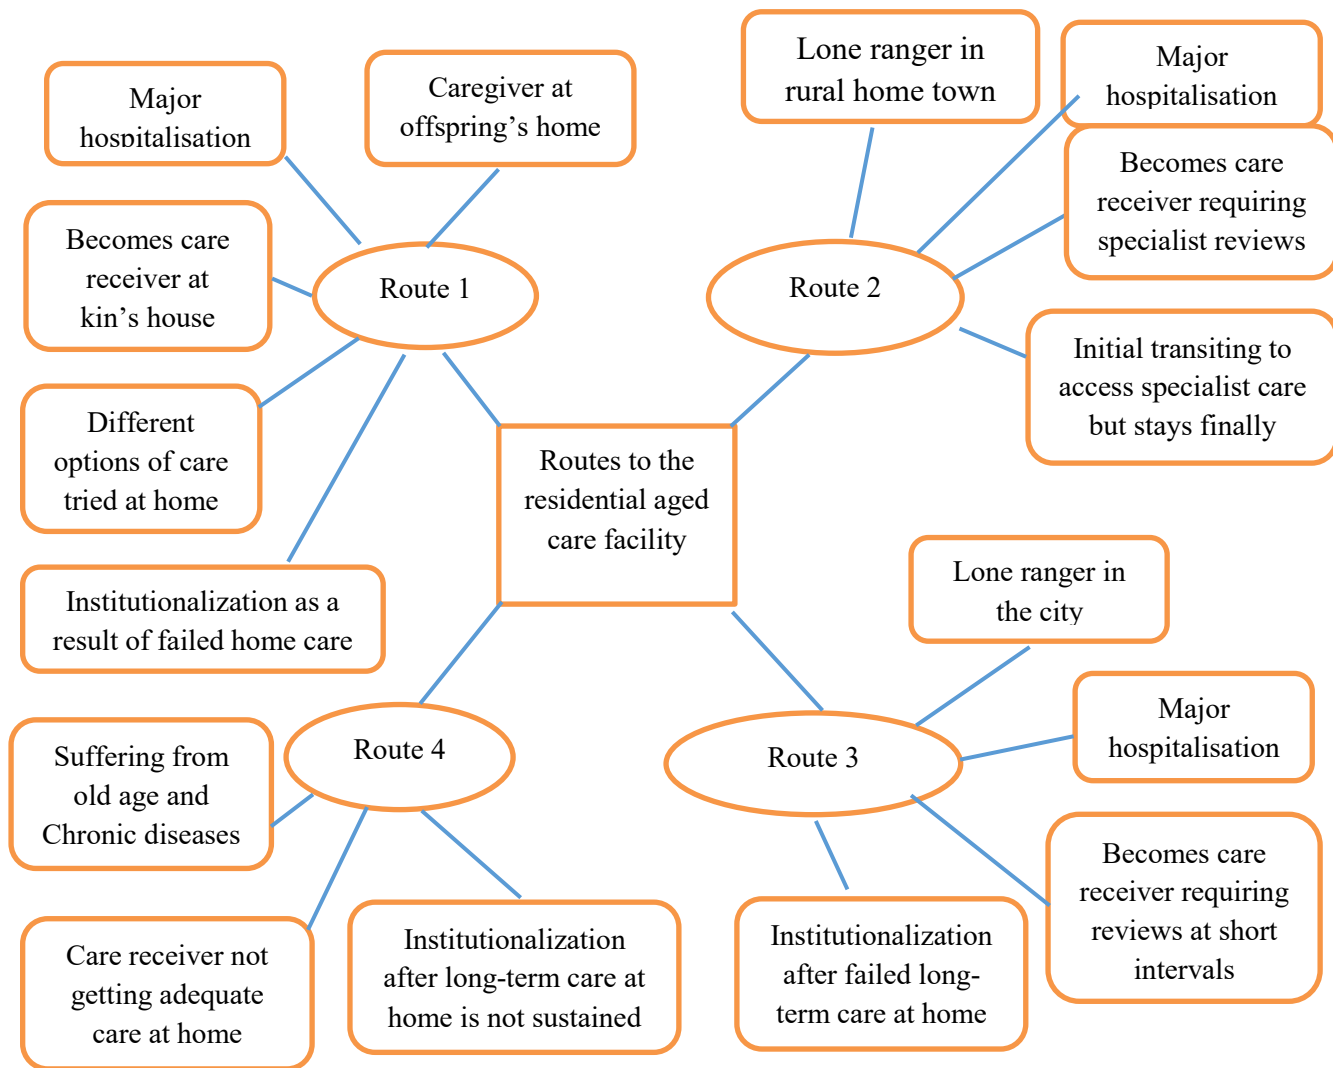 Major
hospitalisation
Caregiver at
offspring's home
Becomes care
receiver at
kin's house
Different
options of care
tried at home
Institutionalization as a
result of failed home care
Route 1
Lone ranger in
rural home town
Major
hospitalisation
Becomes care
receiver requiring
specialist reviews
Initial transiting to
access specialist care
but stays finally
Route 2
Routes to the
residential aged
care facility
Lone ranger in
the city
Major
hospitalisation
Becomes care
receiver requiring
reviews at short
intervals
Institutionalization
after failed long-
term care at home
Route 3
Route 4
Suffering from
old age and
Chronic diseases
Care receiver not
getting adequate
care at home
Institutionalization
after long-term care at
home is not sustained